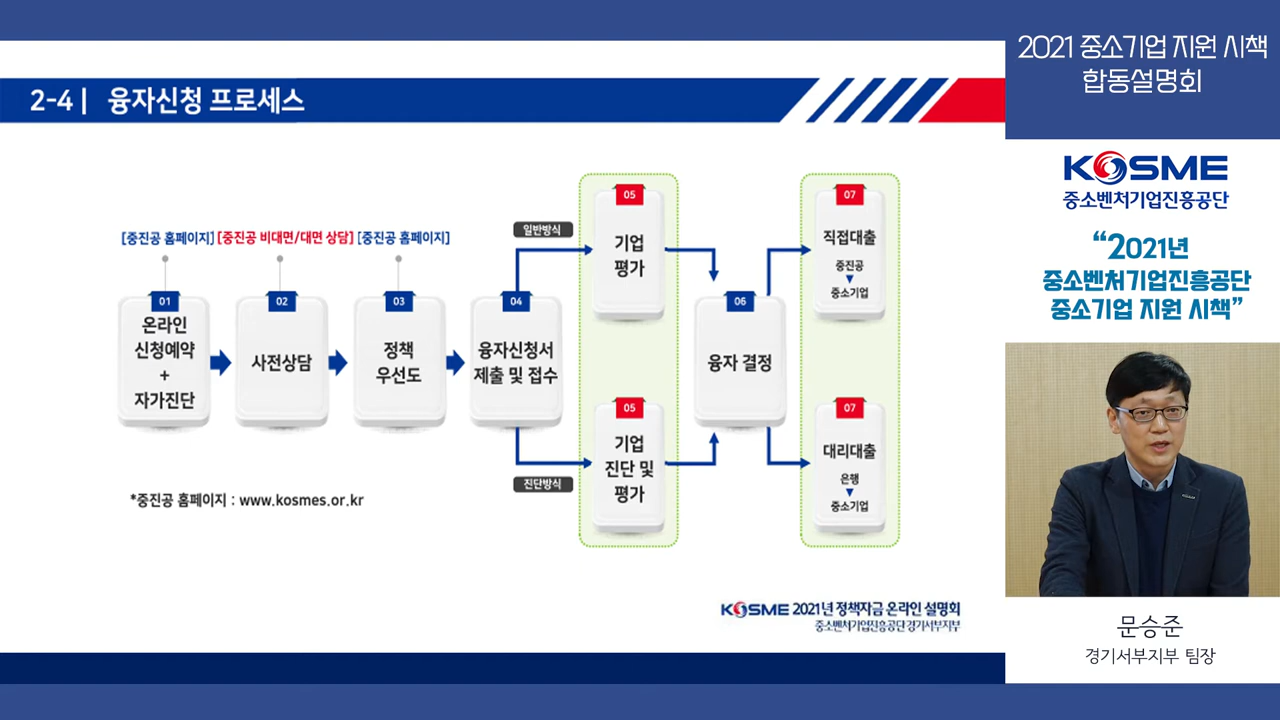 2-4 | 융자신청 프로세스
[중진공 홈페이지] [중진공 비대면/대면 상담] [중진공 홈페이지]
01
온라인
신청예약
+
자가진단
02
사전상담
03
정책
우선도
04
융자신청서
제출 및 접수
일반방식
05
기업
평가
진단방식
05
기업
진단 및
평가
06
융자 결정
07
직접대출
중진공
중소기업
07
대리대출
은행
중소기업
*중진공 홈페이지 : www.kosmes.or.kr
KOSME 2021년 정책자금 온라인 설명회
중소벤처기업진흥공단 경기서부지부
2021 중소기업 지원 시책
합동설명회
KOSME
중소벤처기업진흥공단
“2021년
중소벤처기업진흥공단
중소기업 지원 시책”
문승준
경기서부지부 팀장